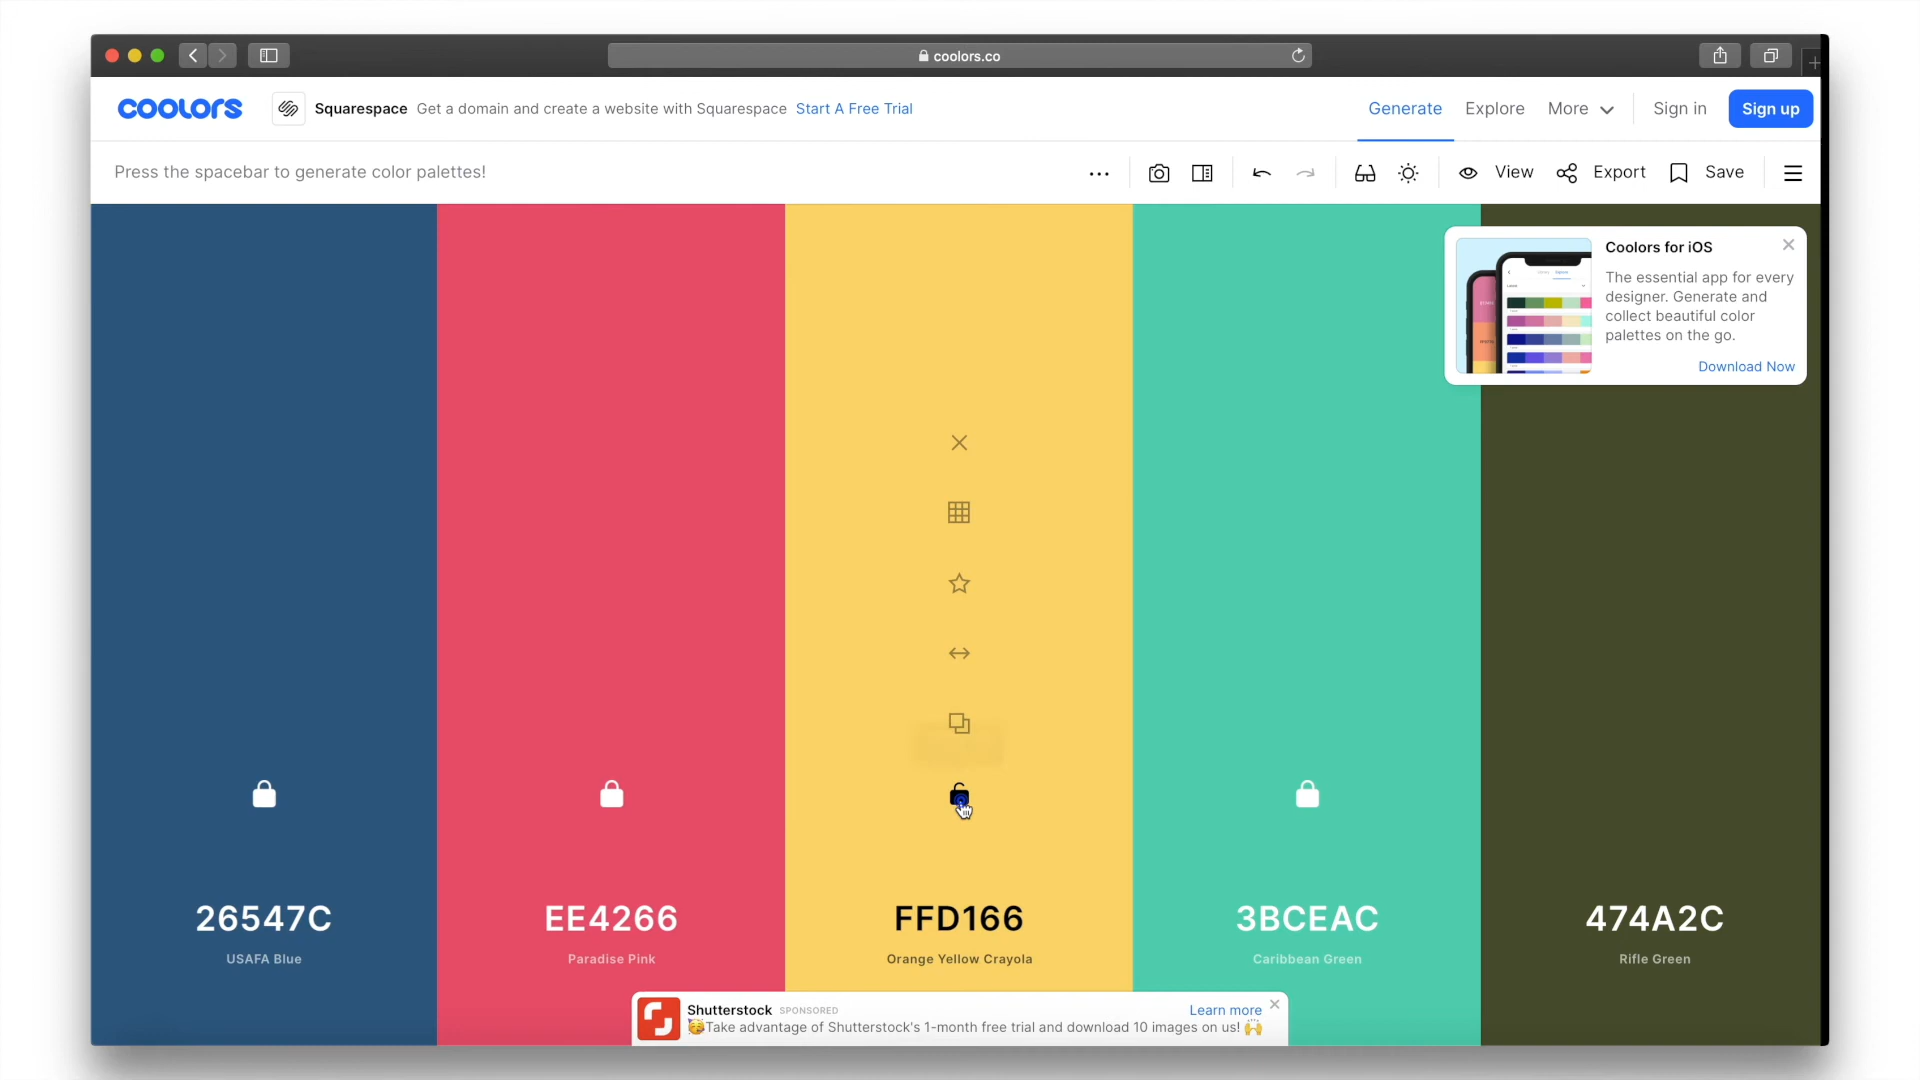 coolors.co
coolors
Squarespace Get a domain and create a website with Squarespace Start A Free Trial
Generate Explore More Sign in Sign up
Press the spacebar to generate color palettes!
View Export Save
Coolors for iOS
The essential app for every
designer. Generate and
collect beautiful color
palettes on the go.
Download Now
26547C EE4266 FFD166 3BCEAC 474A2C
USAFA Blue Paradise Pink Orange Yellow Crayola Caribbean Green Rifle Green
Shutterstock SPONSORED Learn more
🥳Take advantage of Shutterstock's 1-month free trial and download 10 images on us! 🙌